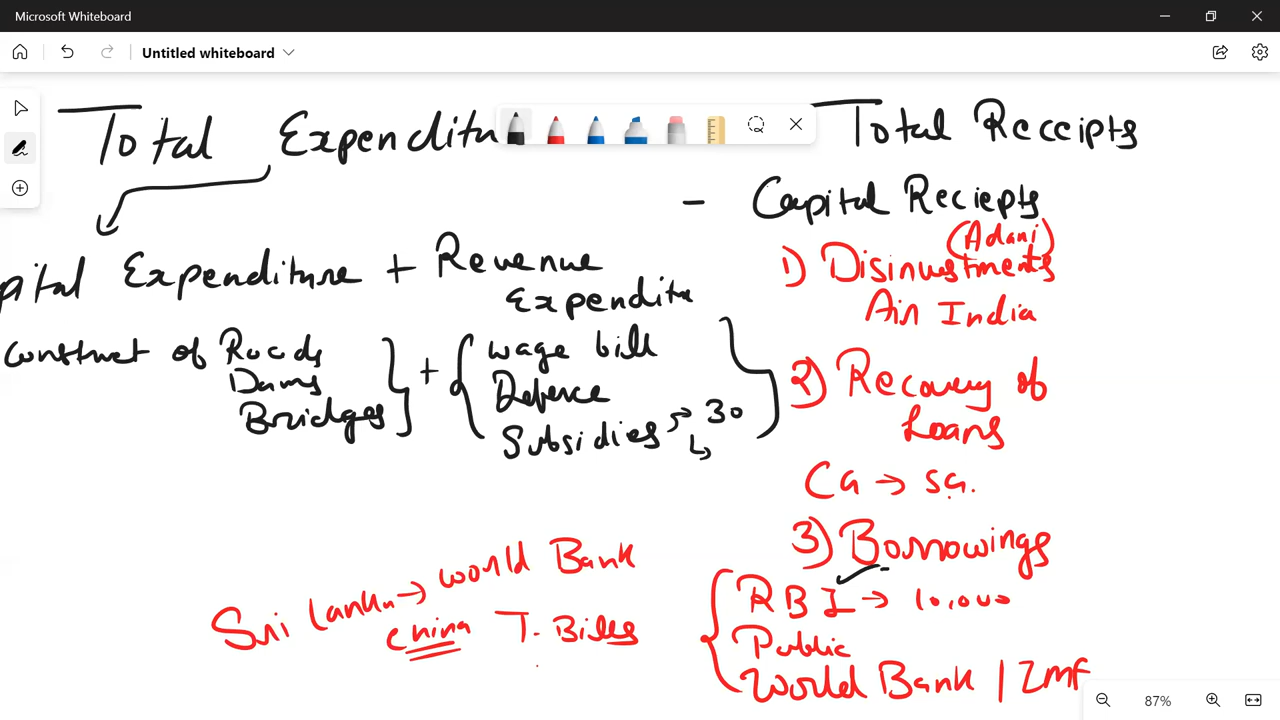 Microsoft Whiteboard
Untitled whiteboard
Total Expenditu
Capital Expenditure + Revenue
Expenditu
Construct of Roads
Dams
Bridges
+
wage bill
Defence
Subsidies → 30
Total Receipts
- Capital Reciepts
(Adani)
1) Disinvestments
Air India
2) Recovery of
Loans
CG → SG.
3) Borrowings
RBI → 10,000
Public
World Bank | IMF
Sri Lanka → World Bank
China T. Bills
87%